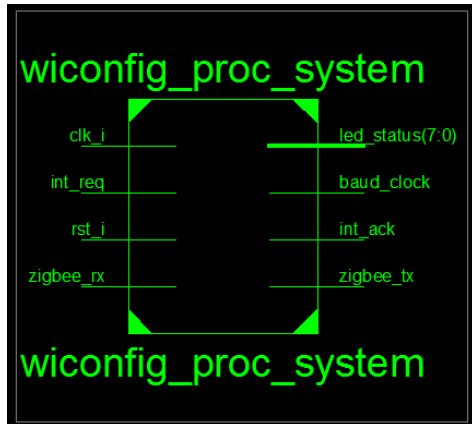 wiconfig_proc_system
clk_i led_status(7:0)
int_req baud_clock
rst_i int_ack
zigbee_rx zigbee_tx
wiconfig_proc_system